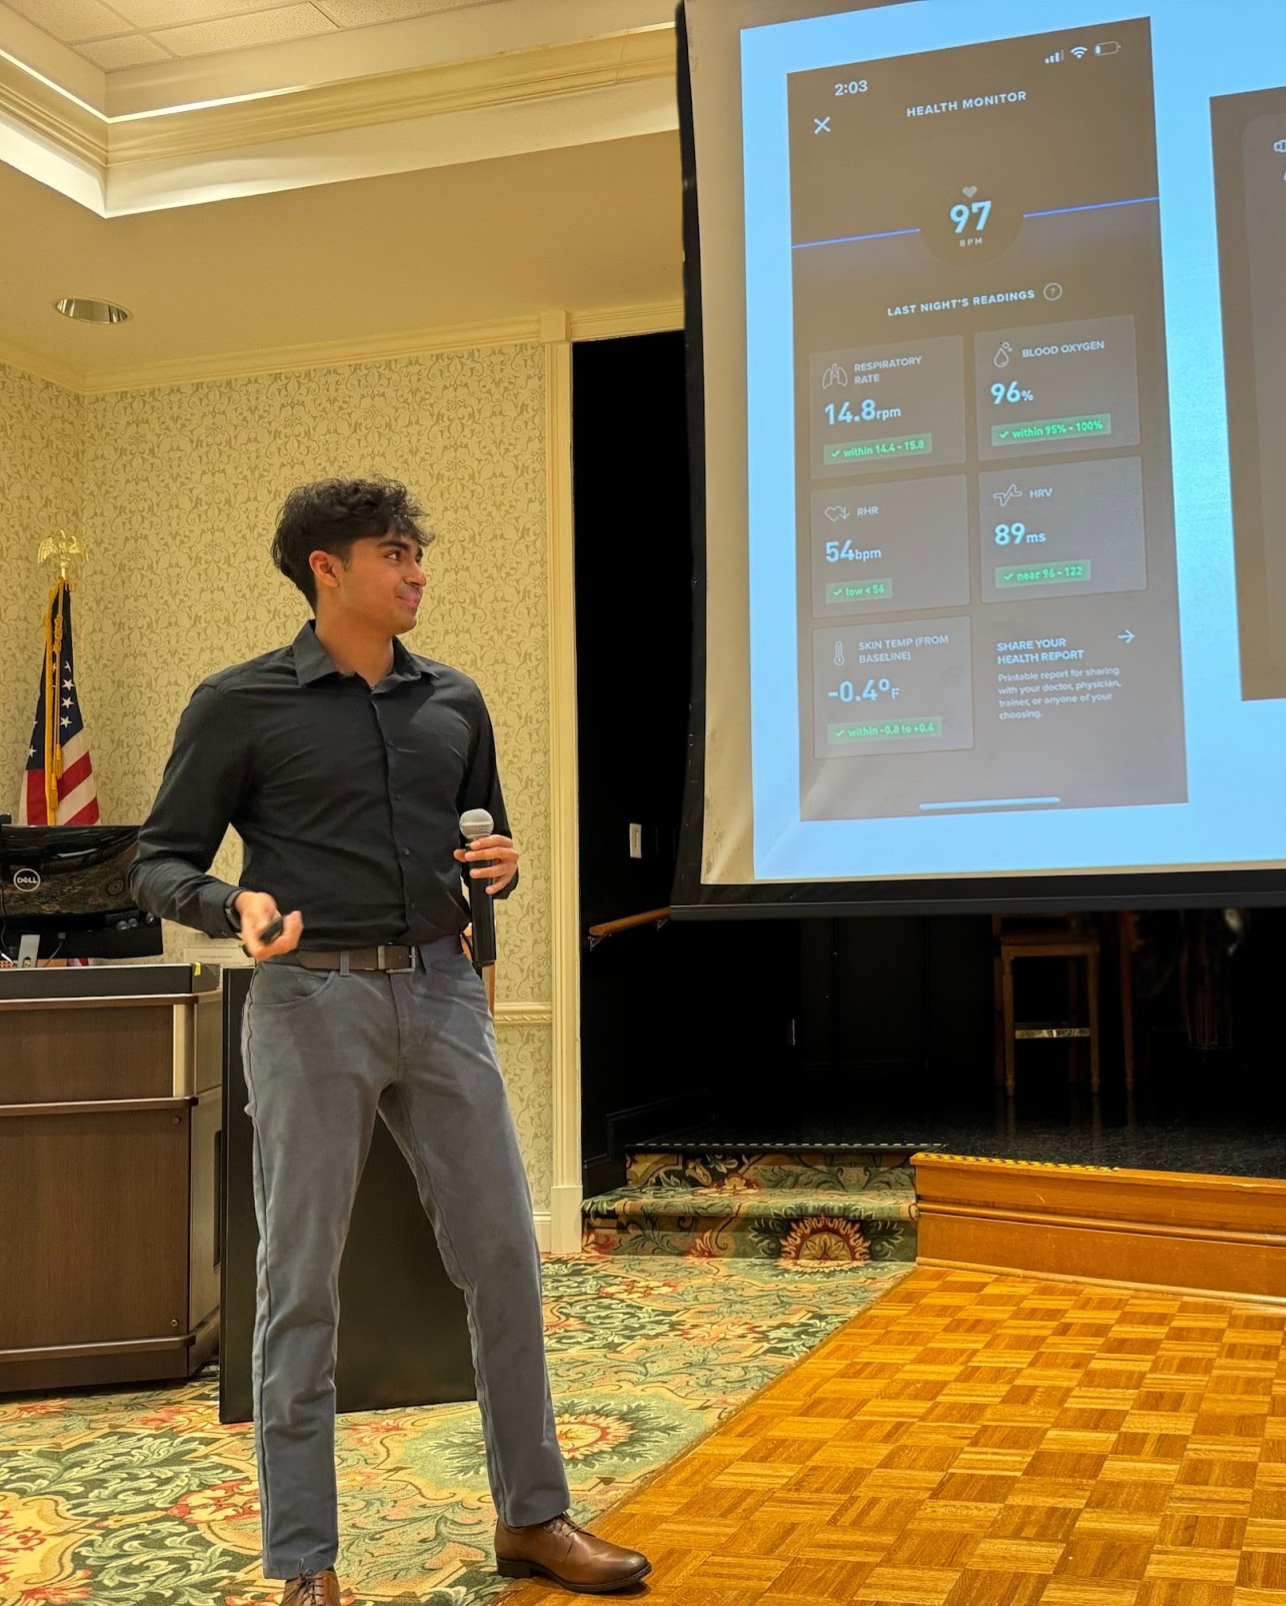 2:03
HEALTH MONITOR
97
BPM
LAST NIGHT'S READINGS ?
RESPIRATORY
RATE
14.8rpm
within 14.4 - 15.8
BLOOD OXYGEN
96%
within 95% - 100%
RHR
54bpm
low < 56
HRV
89ms
near 96 - 122
SKIN TEMP (FROM
BASELINE)
-0.4°F
within -0.8 to +0.6
SHARE YOUR
HEALTH REPORT
Printable report for sharing
with your doctor, physician,
trainer, or anyone of your
choosing.
DELL